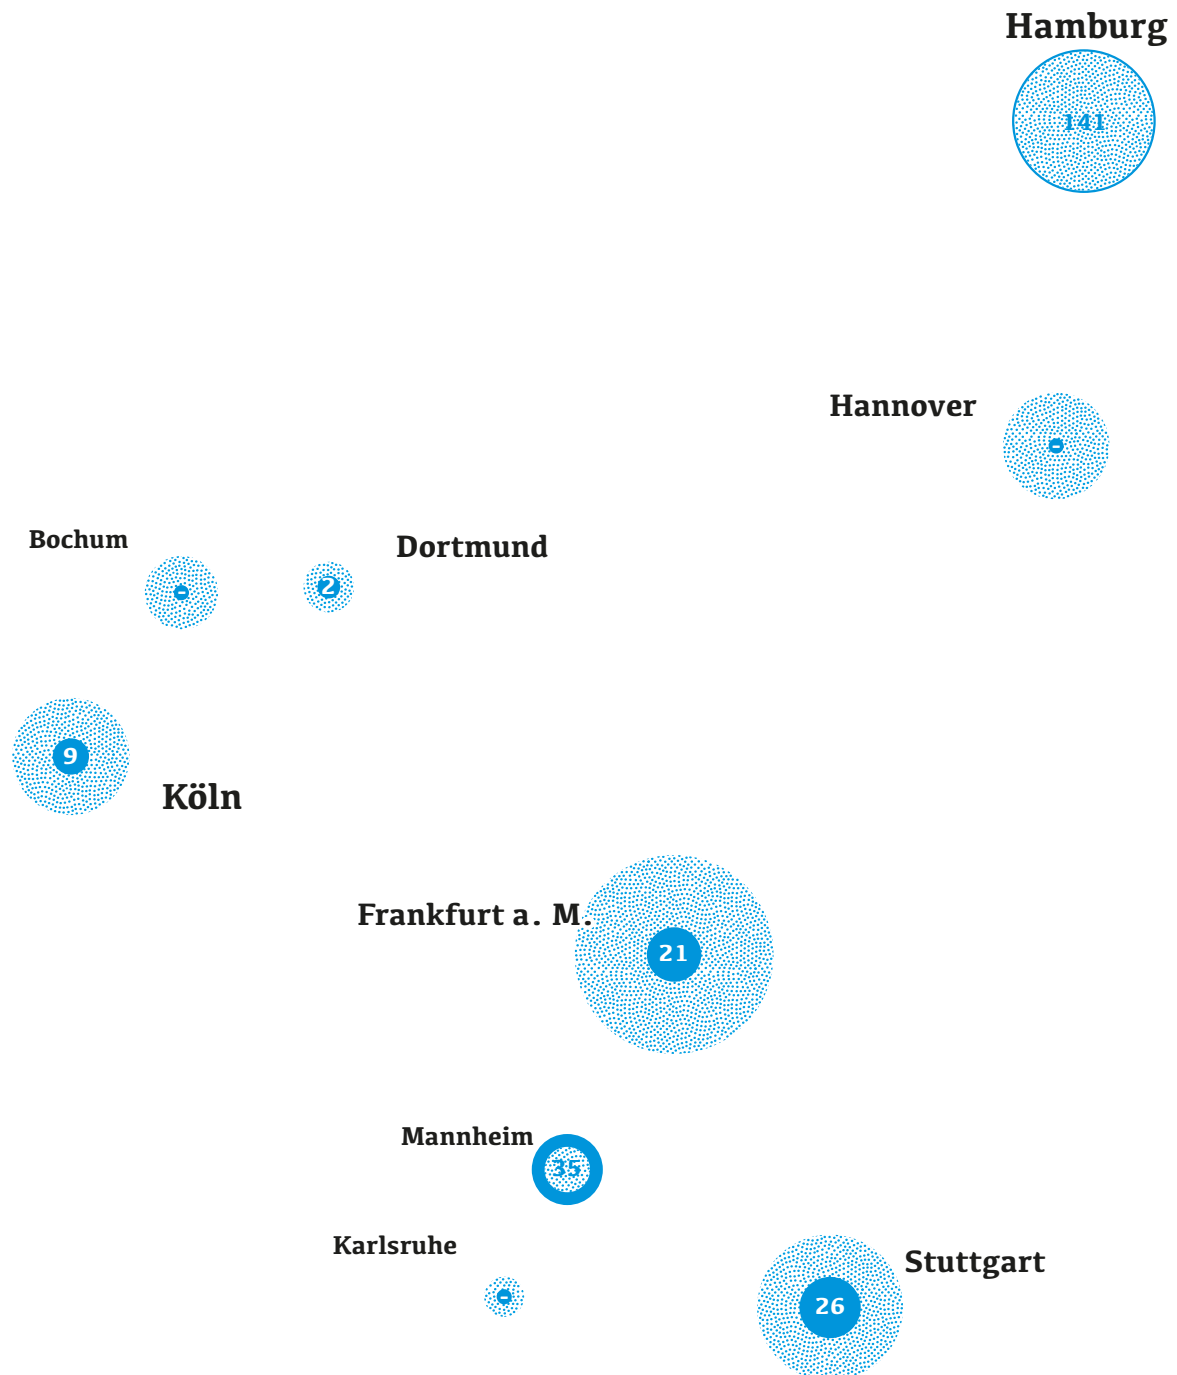 Hamburg
141
Hannover
-
Bochum
-
Dortmund
2
9
Köln
Frankfurt a. M.
21
Mannheim
35
Karlsruhe
-
Stuttgart
26